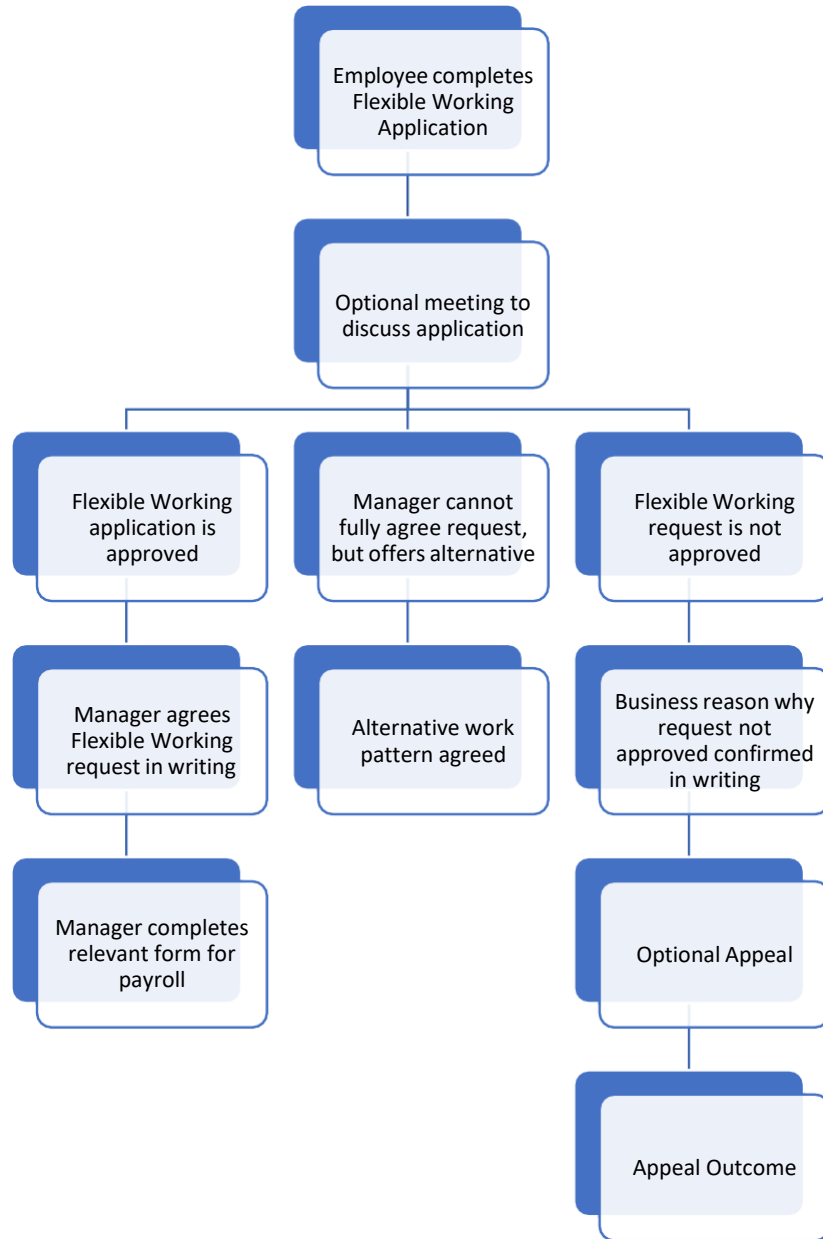 Employee completes
Flexible Working
Application
Optional meeting to
discuss application
Flexible Working
application is
approved
Manager cannot
fully agree request,
but offers alternative
Flexible Working
request is not
approved
Manager agrees
Flexible Working
request in writing
Alternative work
pattern agreed
Business reason why
request not
approved confirmed
in writing
Manager completes
relevant form for
payroll
Optional Appeal
Appeal Outcome